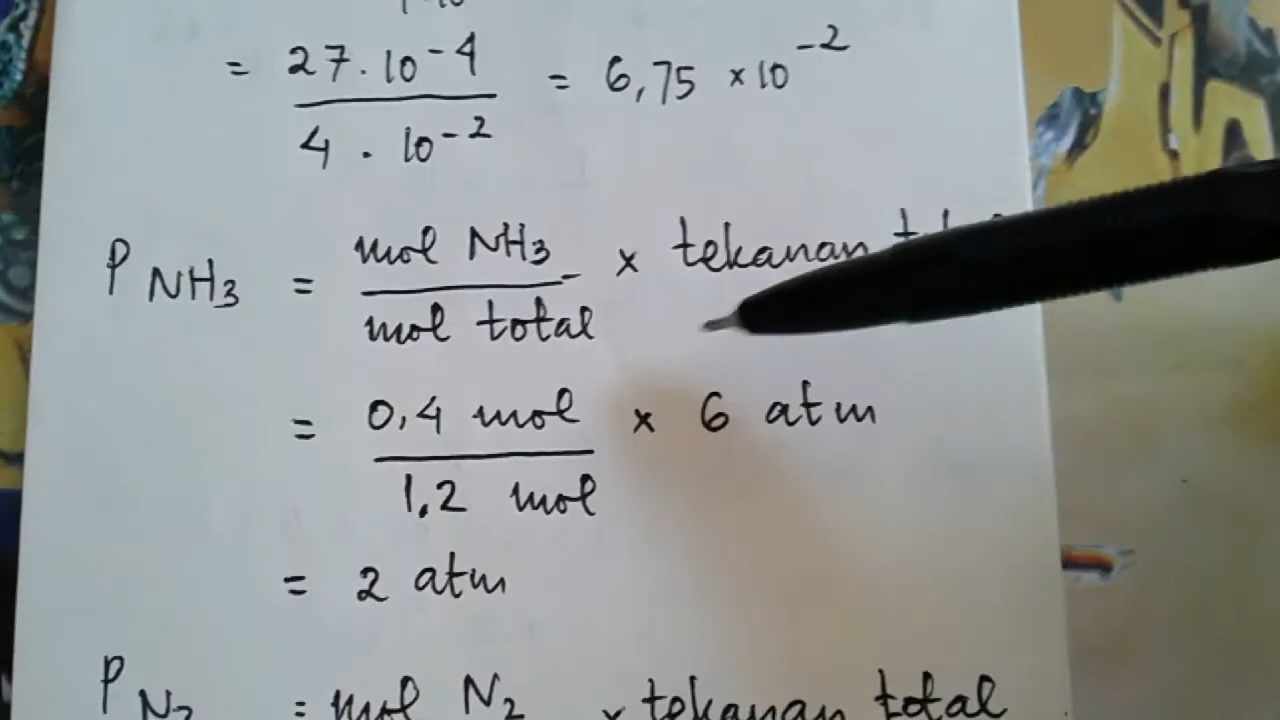 = 27.10⁻⁴ = 6,75 ×10⁻²
4 . 10⁻²
P NH₃ = mol NH₃ × tekanan
mol total
= 0,4 mol × 6 atm
1.2 mol
= 2 atm
P N₂ = mol N₂ × tekanan total